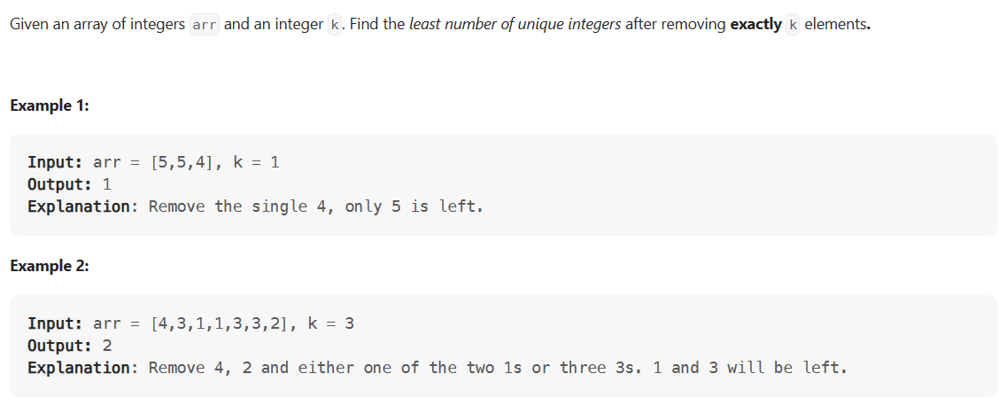 Given an array of integers arr and an integer k. Find the least number of unique integers after removing exactly k elements.
Example 1:
Input: arr = [5,5,4], k = 1
Output: 1
Explanation: Remove the single 4, only 5 is left.
Example 2:
Input: arr = [4,3,1,1,3,3,2], k = 3
Output: 2
Explanation: Remove 4, 2 and either one of the two 1s or three 3s. 1 and 3 will be left.